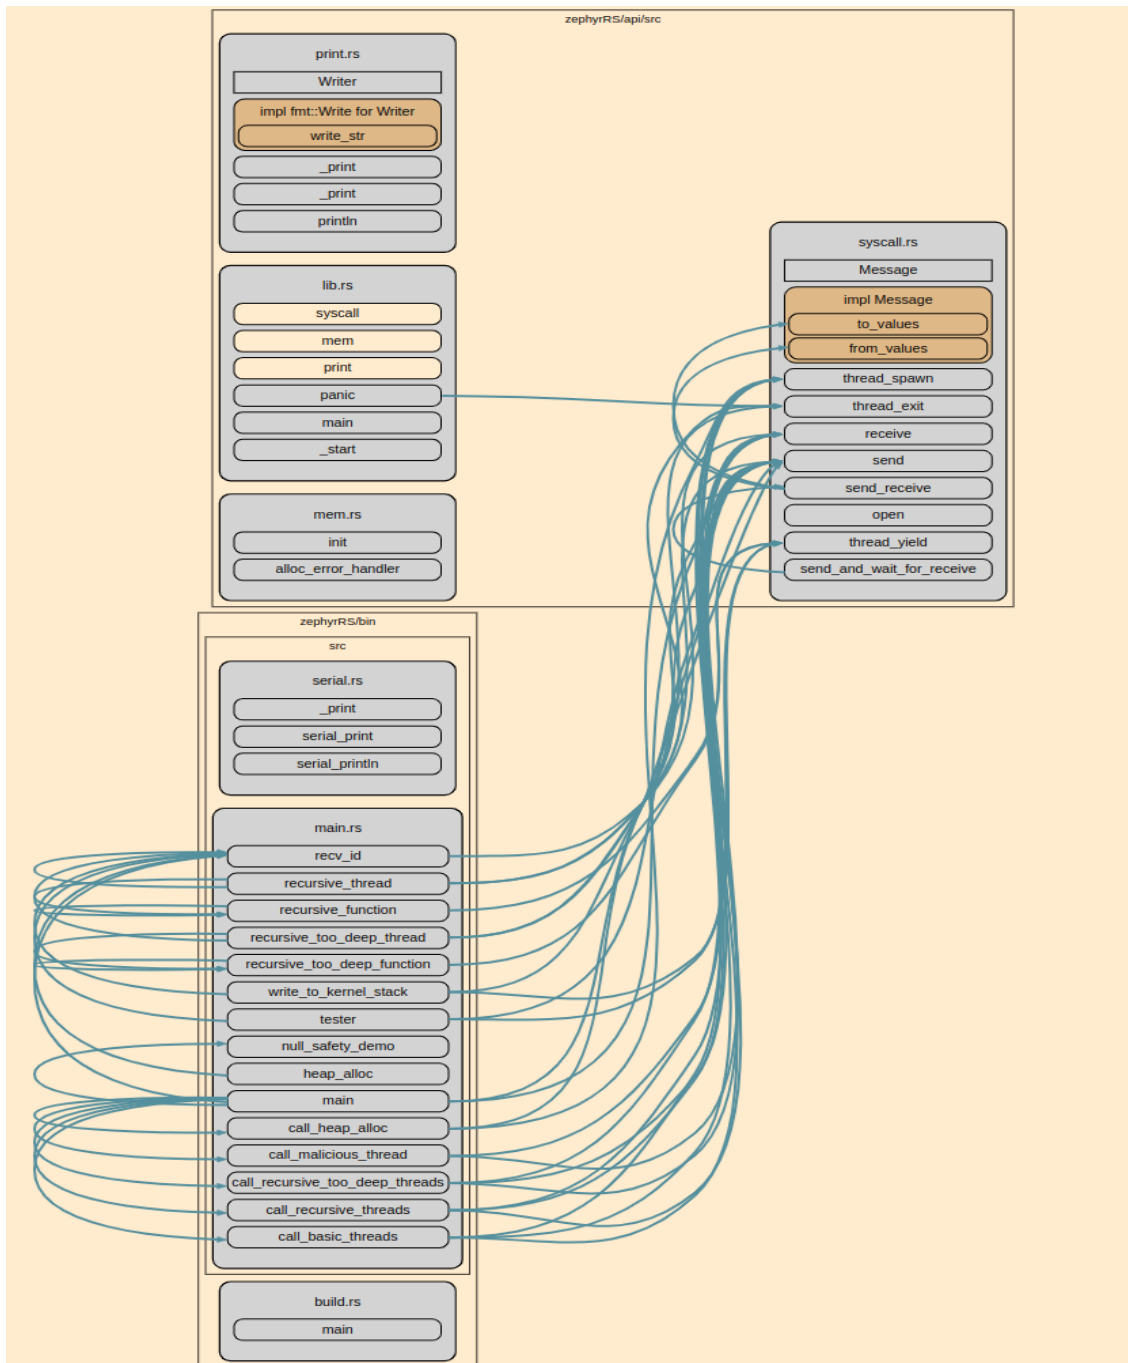 zephyrRS/api/src
print.rs
Writer
impl fmt::Write for Writer
write_str
_print
_print
println
lib.rs
syscall
mem
print
panic
main
_start
mem.rs
init
alloc_error_handler
syscall.rs
Message
impl Message
to_values
from_values
thread_spawn
thread_exit
receive
send
send_receive
open
thread_yield
send_and_wait_for_receive
zephyrRS/bin
src
serial.rs
_print
serial_print
serial_println
main.rs
recv_id
recursive_thread
recursive_function
recursive_too_deep_thread
recursive_too_deep_function
write_to_kernel_stack
tester
null_safety_demo
heap_alloc
main
call_heap_alloc
call_malicious_thread
call_recursive_too_deep_threads
call_recursive_threads
call_basic_threads
build.rs
main